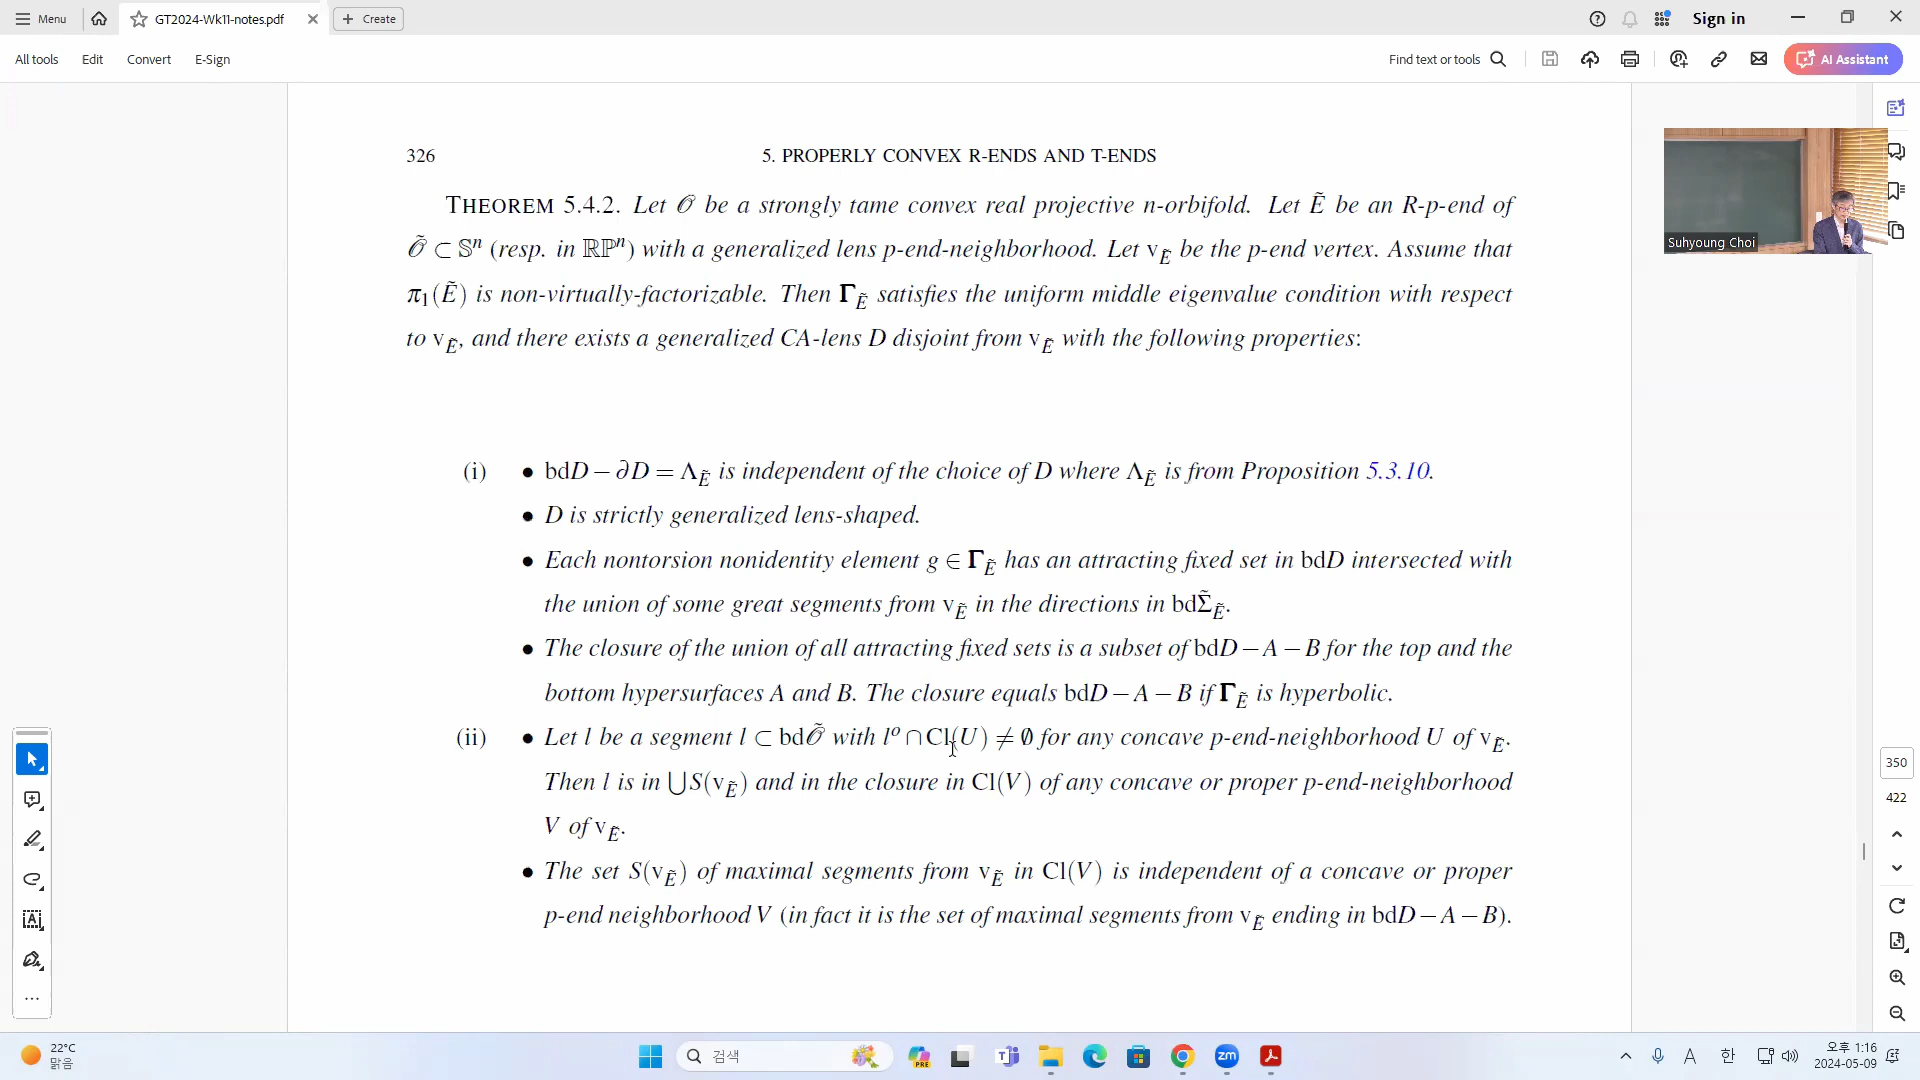 Menu
GT2024-Wk11-notes.pdf
Create
Sign in
All tools Edit Convert E-Sign
Find text or tools
AI Assistant
326 5. PROPERLY CONVEX R-ENDS AND T-ENDS
THEOREM 5.4.2. Let 𝒪 be a strongly tame convex real projective n-orbifold. Let Ẽ be an R-p-end of
𝒪̃ ⊂ 𝕊ⁿ (resp. in ℝℙⁿ) with a generalized lens p-end-neighborhood. Let v_Ẽ be the p-end vertex. Assume that
π₁(Ẽ) is non-virtually-factorizable. Then 𝚪_Ẽ satisfies the uniform middle eigenvalue condition with respect
to v_Ẽ, and there exists a generalized CA-lens D disjoint from v_Ẽ with the following properties:
(i) • bdD − ∂D = Λ_Ẽ is independent of the choice of D where Λ_Ẽ is from Proposition 5.3.10.
• D is strictly generalized lens-shaped.
• Each nontorsion nonidentity element g ∈ 𝚪_Ẽ has an attracting fixed set in bdD intersected with
the union of some great segments from v_Ẽ in the directions in bdΣ̃_Ẽ.
• The closure of the union of all attracting fixed sets is a subset of bdD − A − B for the top and the
bottom hypersurfaces A and B. The closure equals bdD − A − B if 𝚪_Ẽ is hyperbolic.
(ii) • Let l be a segment l ⊂ bd𝒪̃ with lᵒ ∩ Cl(U) ≠ ∅ for any concave p-end-neighborhood U of v_Ẽ.
Then l is in ⋃S(v_Ẽ) and in the closure in Cl(V) of any concave or proper p-end-neighborhood
V of v_Ẽ.
• The set S(v_Ẽ) of maximal segments from v_Ẽ in Cl(V) is independent of a concave or proper
p-end neighborhood V (in fact it is the set of maximal segments from v_Ẽ ending in bdD − A − B).
Suhyoung Choi
350
422
22°C
맑음
검색
PRE
zm
A 한
오후 1:16
2024-05-09